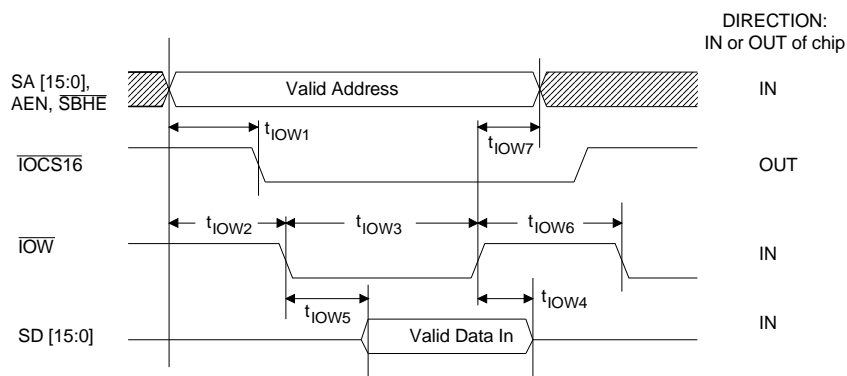 DIRECTION:
IN or OUT of chip
SA [15:0],
AEN, SBHE
Valid Address
IN
tIOW1
tIOW7
IOCS16
OUT
tIOW2
tIOW3
tIOW6
IOW
IN
tIOW5
tIOW4
SD [15:0]
Valid Data In
IN